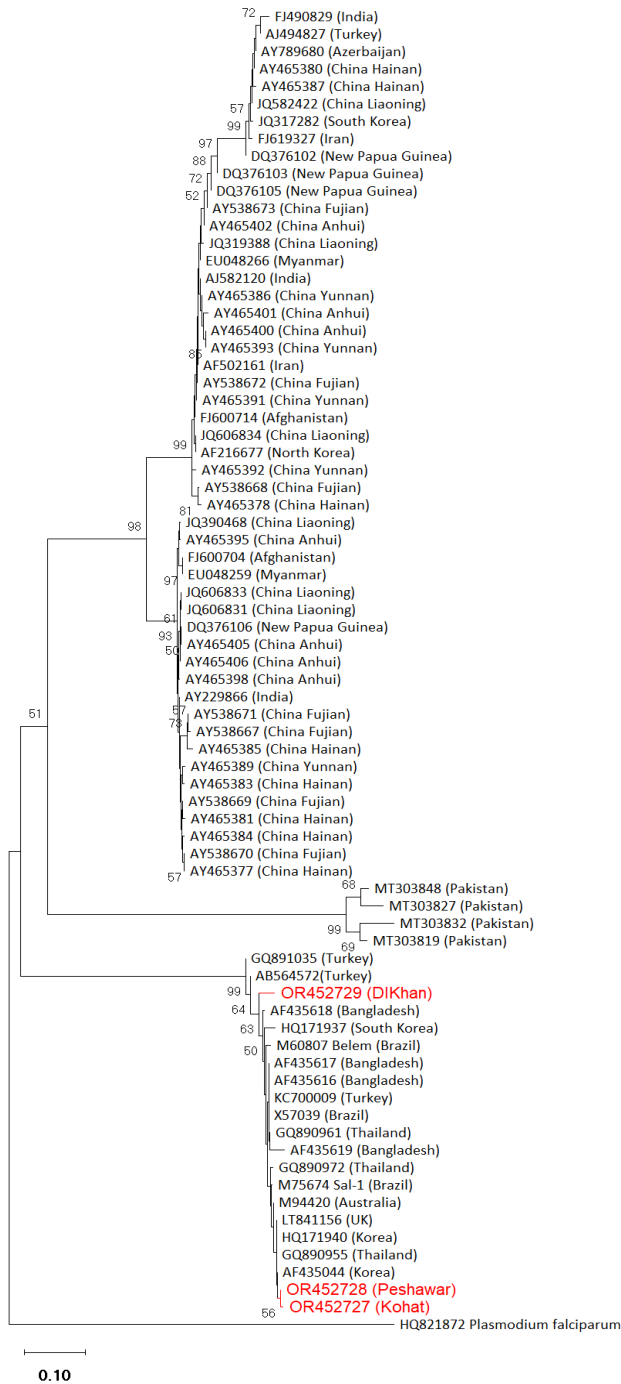 72
FJ490829 (India)
AJ494827 (Turkey)
AY789680 (Azerbaijan)
AY465380 (China Hainan)
AY465387 (China Hainan)
57
JQ582422 (China Liaoning)
99
JQ317282 (South Korea)
97
FJ619327 (Iran)
88
DQ376102 (New Papua Guinea)
72
DQ376103 (New Papua Guinea)
52
DQ376105 (New Papua Guinea)
AY538673 (China Fujian)
AY465402 (China Anhui)
JQ319388 (China Liaoning)
EU048266 (Myanmar)
AJ582120 (India)
AY465386 (China Yunnan)
AY465401 (China Anhui)
AY465400 (China Anhui)
AY465393 (China Yunnan)
85
AF502161 (Iran)
AY538672 (China Fujian)
AY465391 (China Yunnan)
FJ600714 (Afghanistan)
JQ606834 (China Liaoning)
99
AF216677 (North Korea)
AY465392 (China Yunnan)
AY538668 (China Fujian)
AY465378 (China Hainan)
81
98
JQ390468 (China Liaoning)
AY465395 (China Anhui)
FJ600704 (Afghanistan)
EU048259 (Myanmar)
97
JQ606833 (China Liaoning)
JQ606831 (China Liaoning)
61
DQ376106 (New Papua Guinea)
93
AY465405 (China Anhui)
50
AY465406 (China Anhui)
AY465398 (China Anhui)
AY229866 (India)
57
AY538671 (China Fujian)
73
AY538667 (China Fujian)
51
AY465385 (China Hainan)
AY465389 (China Yunnan)
AY465383 (China Hainan)
AY538669 (China Fujian)
AY465381 (China Hainan)
AY465384 (China Hainan)
AY538670 (China Fujian)
AY465377 (China Hainan)
57
68
MT303848 (Pakistan)
MT303827 (Pakistan)
99
MT303832 (Pakistan)
69
MT303819 (Pakistan)
GQ891035 (Turkey)
AB564572(Turkey)
99
OR452729 (DIKhan)
64
AF435618 (Bangladesh)
63
HQ171937 (South Korea)
50
M60807 Belem (Brazil)
AF435617 (Bangladesh)
AF435616 (Bangladesh)
KC700009 (Turkey)
X57039 (Brazil)
GQ890961 (Thailand)
AF435619 (Bangladesh)
GQ890972 (Thailand)
M75674 Sal-1 (Brazil)
M94420 (Australia)
LT841156 (UK)
HQ171940 (Korea)
GQ890955 (Thailand)
AF435044 (Korea)
OR452728 (Peshawar)
OR452727 (Kohat)
56
HQ821872 Plasmodium falciparum
0.10